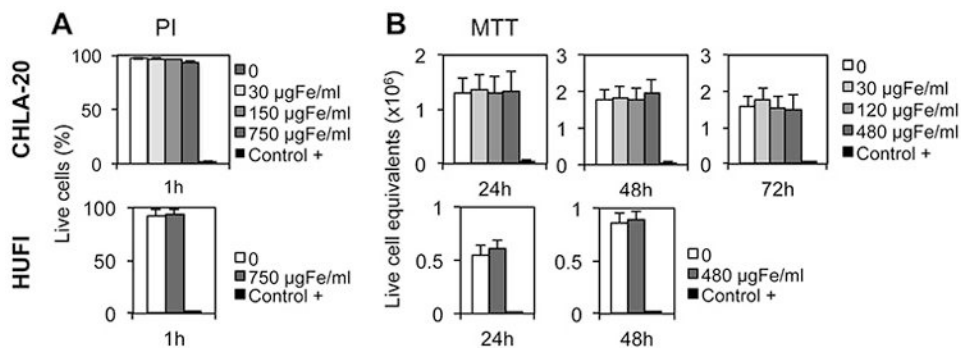 A PI
B MTT
CHLA-20
HUFI
Live cells (%)
100
50
0
1h
0
30 µgFe/ml
150 µgFe/ml
750 µgFe/ml
Control +
100
50
0
1h
0
750 µgFe/ml
Control +
Live cell equivalents (x10⁶)
2
1
0
24h
3
2
1
0
48h
3
2
1
0
72h
0
30 µgFe/ml
120 µgFe/ml
480 µgFe/ml
Control +
1
0.5
0
24h
1
0.5
0
48h
0
480 µgFe/ml
Control +